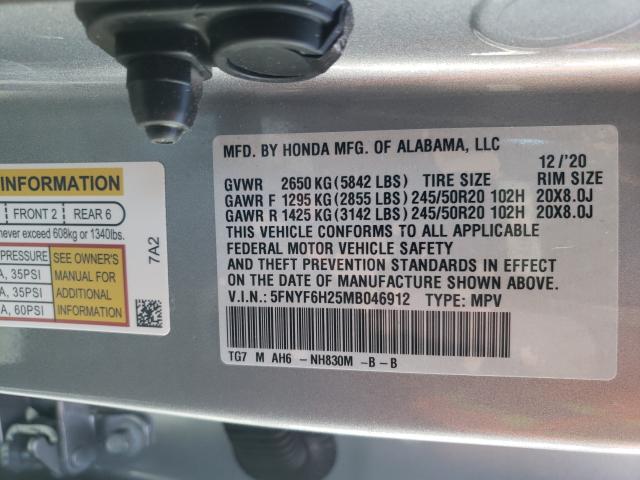 INFORMATION
FRONT 2 REAR 6
never exceed 608kg or 1340lbs.
PRESSURE SEE OWNER'S
A, 35PSI MANUAL FOR
A, 35PSI ADDITIONAL
A, 60PSI INFORMATION
7A2
MFD. BY HONDA MFG. OF ALABAMA, LLC
12/'20
GVWR 2650 KG (5842 LBS) TIRE SIZE RIM SIZE
GAWR F 1295 KG (2855 LBS) 245/50R20 102H 20X8.0J
GAWR R 1425 KG (3142 LBS) 245/50R20 102H 20X8.0J
THIS VEHICLE CONFORMS TO ALL APPLICABLE
FEDERAL MOTOR VEHICLE SAFETY
AND THEFT PREVENTION STANDARDS IN EFFECT
ON THE DATE OF MANUFACTURE SHOWN ABOVE.
V.I.N.: 5FNYF6H25MB046912 TYPE: MPV
TG7 M AH6 -NH830M -B-B